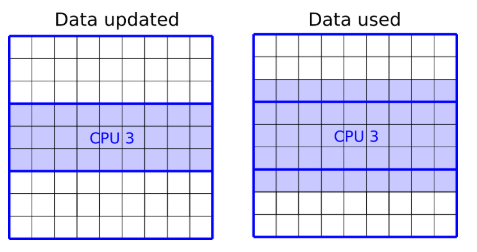 Data updated
Data used
CPU 3
CPU 3